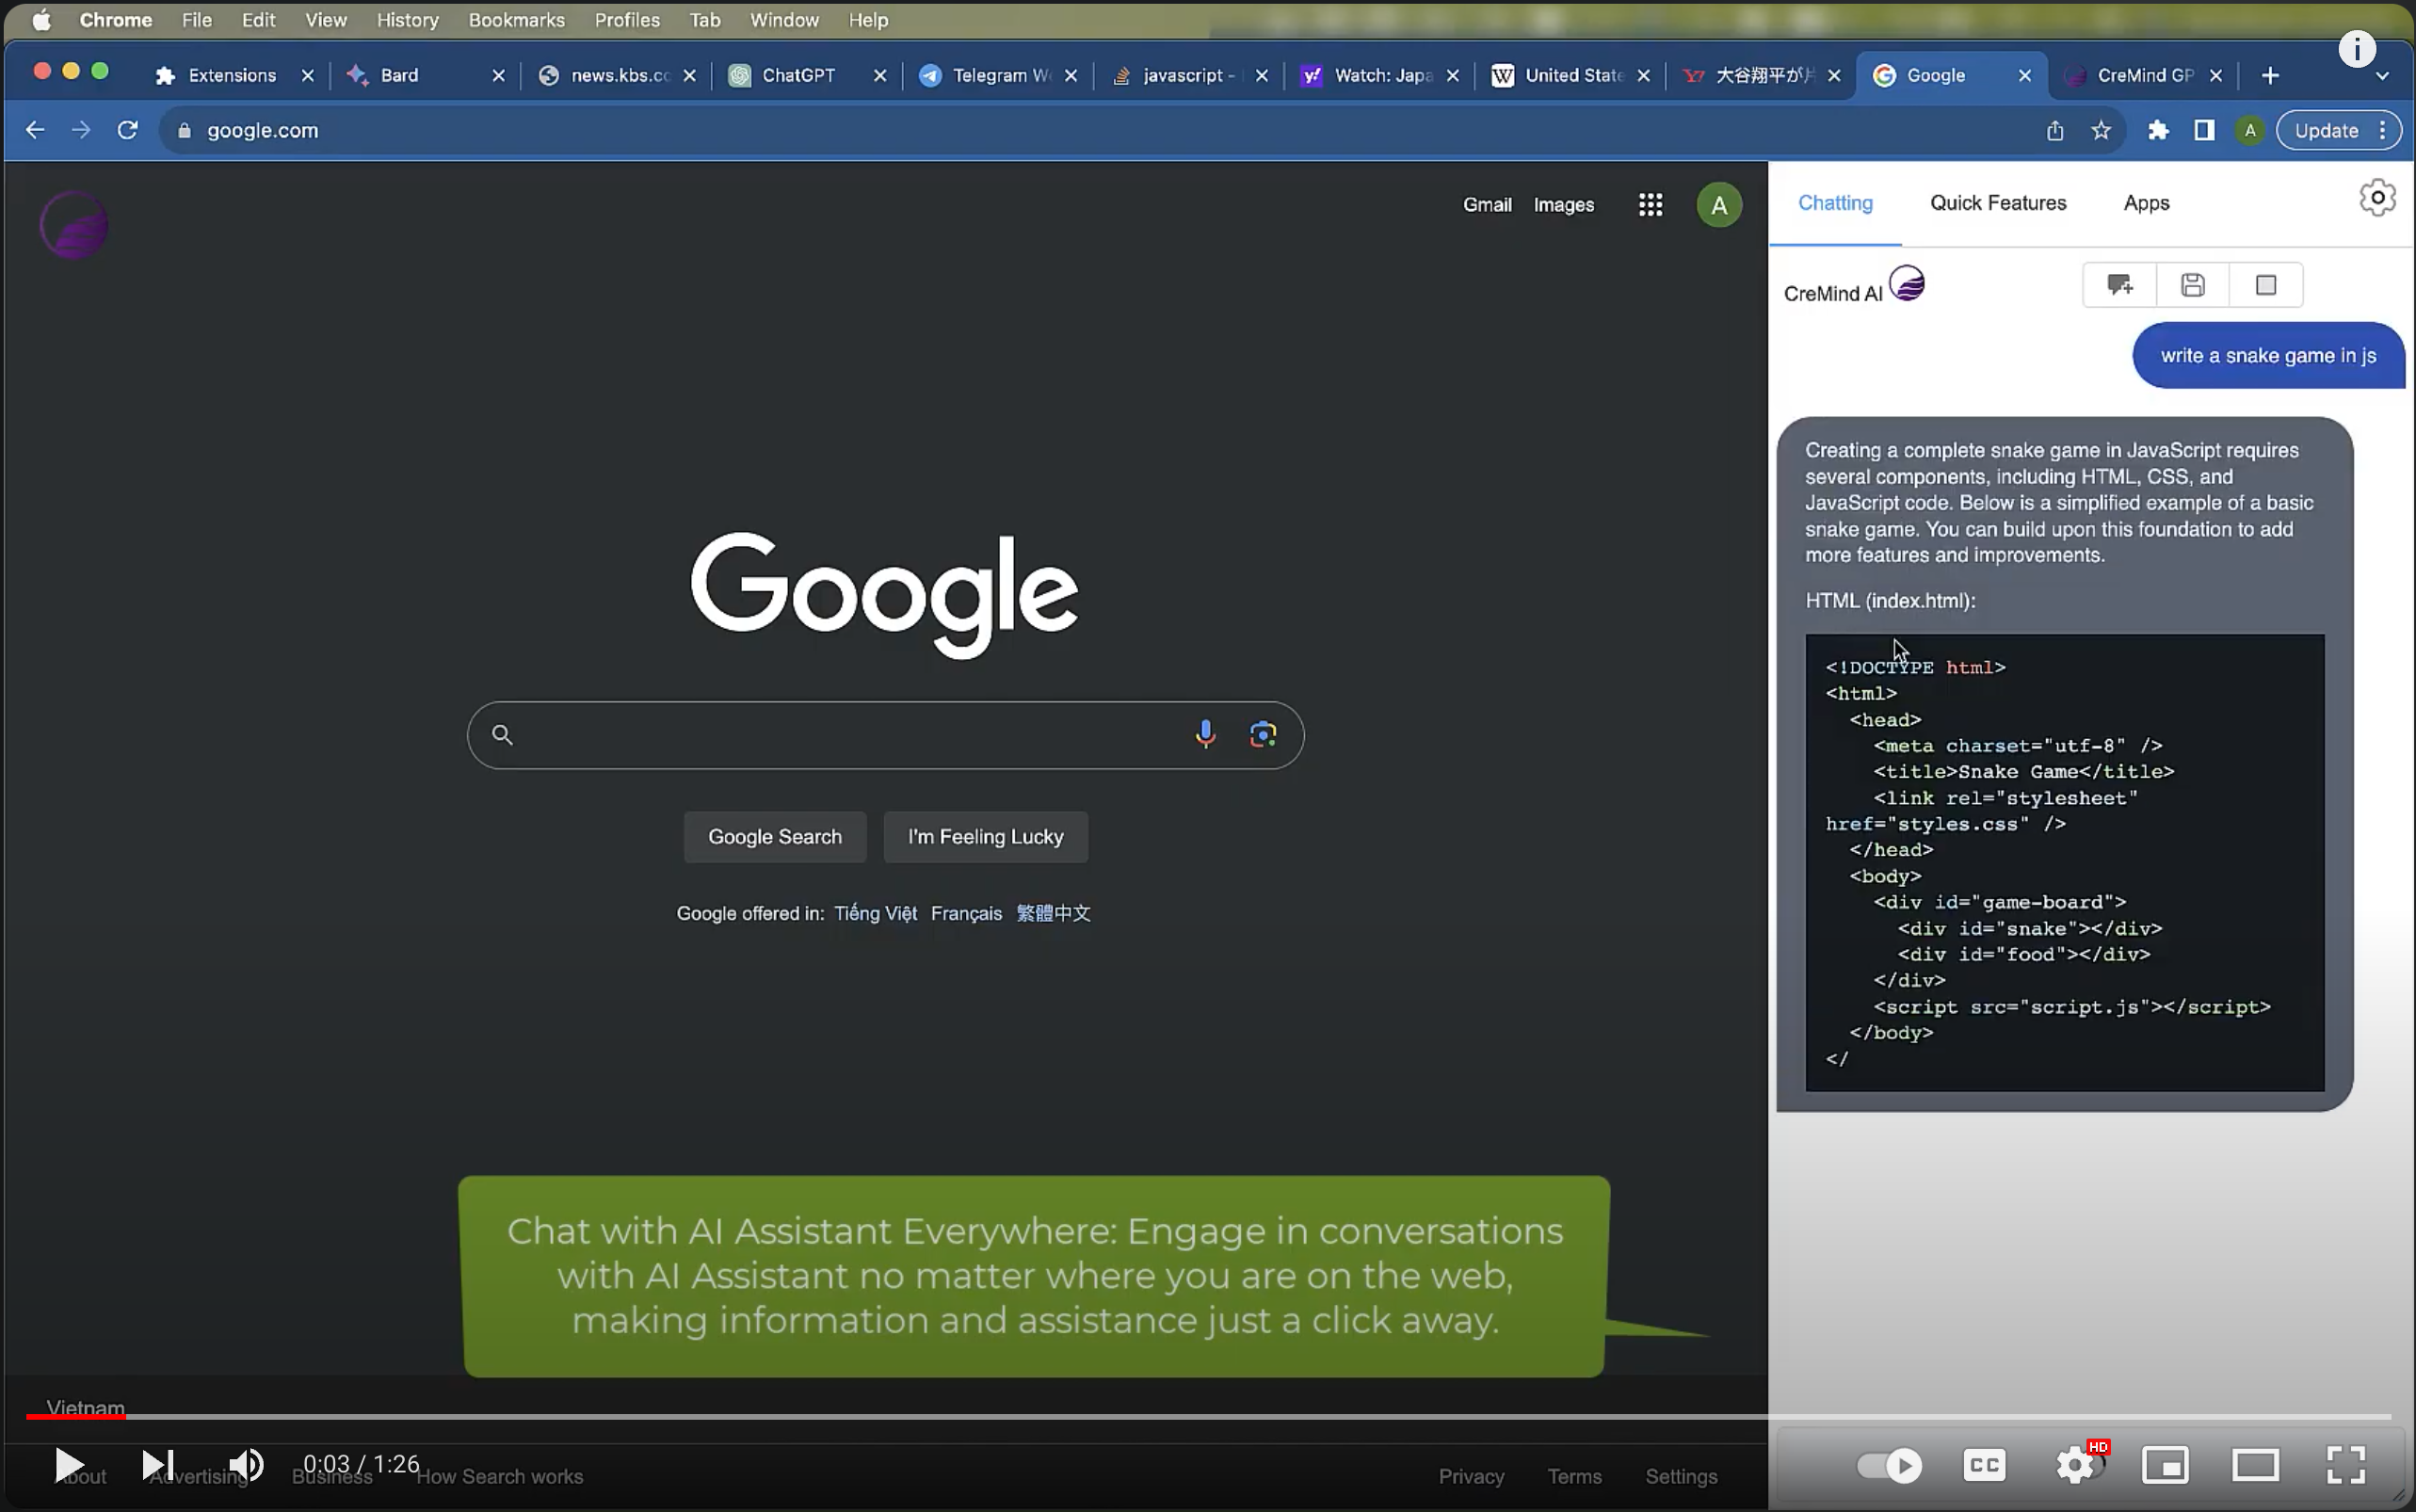 Chrome File Edit View History Bookmarks Profiles Tab Window Help
Extensions Bard news.kbs.cc ChatGPT Telegram W javascript - Watch: Japa United State 大谷翔平が Google CreMind GP
google.com A Update
Gmail Images A
Google
Google Search I'm Feeling Lucky
Google offered in: Tiếng Việt Français 繁體中文
Chatting Quick Features Apps
CreMind AI
write a snake game in js
Creating a complete snake game in JavaScript requires
several components, including HTML, CSS, and
JavaScript code. Below is a simplified example of a basic
snake game. You can build upon this foundation to add
more features and improvements.
HTML (index.html):
<!DOCTYPE html>
<html>
<head>
<meta charset="utf-8" />
<title>Snake Game</title>
<link rel="stylesheet"
href="styles.css" />
</head>
<body>
<div id="game-board">
<div id="snake"></div>
<div id="food"></div>
</div>
<script src="script.js"></script>
</body>
</
Chat with AI Assistant Everywhere: Engage in conversations
with AI Assistant no matter where you are on the web,
making information and assistance just a click away.
Vietnam
0:03 / 1:26
About Advertising Business How Search works Privacy Terms Settings
CC HD